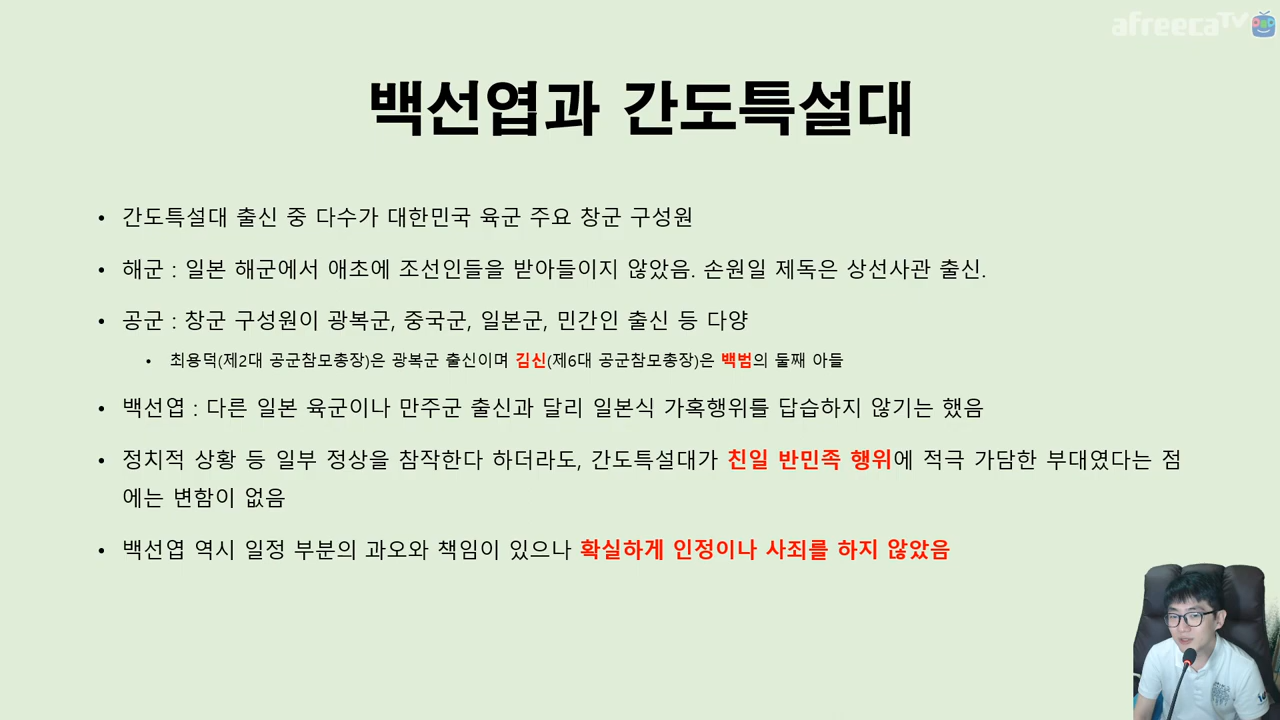 afreecaTV
백선엽과 간도특설대
• 간도특설대 출신 중 다수가 대한민국 육군 주요 창군 구성원
• 해군 : 일본 해군에서 애초에 조선인들을 받아들이지 않았음. 손원일 제독은 상선사관 출신.
• 공군 : 창군 구성원이 광복군, 중국군, 일본군, 민간인 출신 등 다양
• 최용덕(제2대 공군참모총장)은 광복군 출신이며 김신(제6대 공군참모총장)은 백범의 둘째 아들
• 백선엽 : 다른 일본 육군이나 만주군 출신과 달리 일본식 가혹행위를 답습하지 않기는 했음
• 정치적 상황 등 일부 정상을 참작한다 하더라도, 간도특설대가 친일 반민족 행위에 적극 가담한 부대였다는 점
에는 변함이 없음
• 백선엽 역시 일정 부분의 과오와 책임이 있으나 확실하게 인정이나 사죄를 하지 않았음